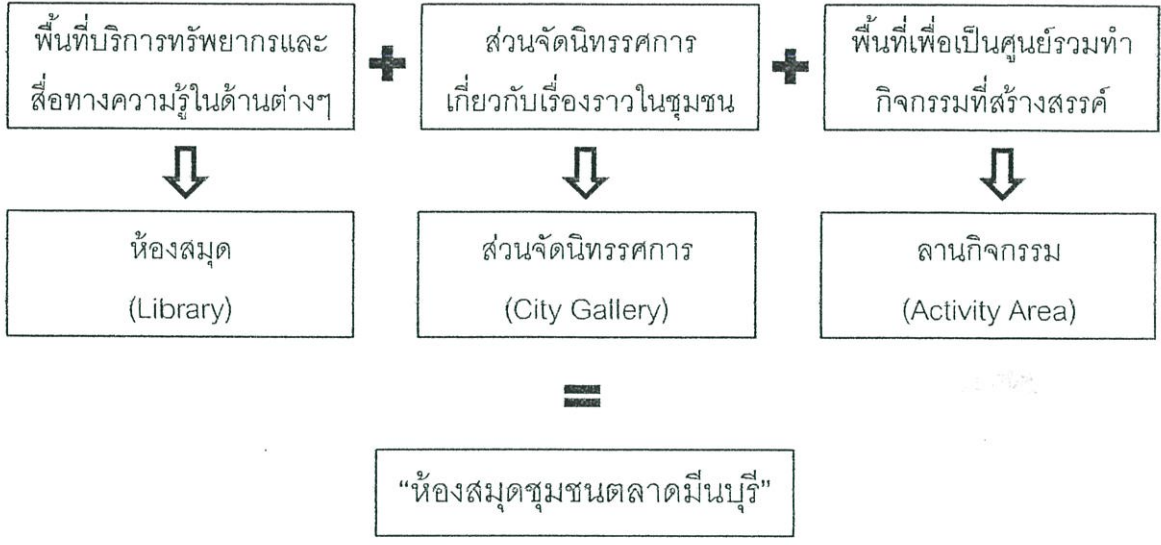 พื้นที่บริการทรัพยากรและ
สื่อทางความรู้ในด้านต่างๆ
+
ส่วนจัดนิทรรศการ
เกี่ยวกับเรื่องราวในชุมชน
+
พื้นที่เพื่อเป็นศูนย์รวมทำ
กิจกรรมที่สร้างสรรค์
ห้องสมุด
(Library)
ส่วนจัดนิทรรศการ
(City Gallery)
ลานกิจกรรม
(Activity Area)
=
“ห้องสมุดชุมชนตลาดมีนบุรี”